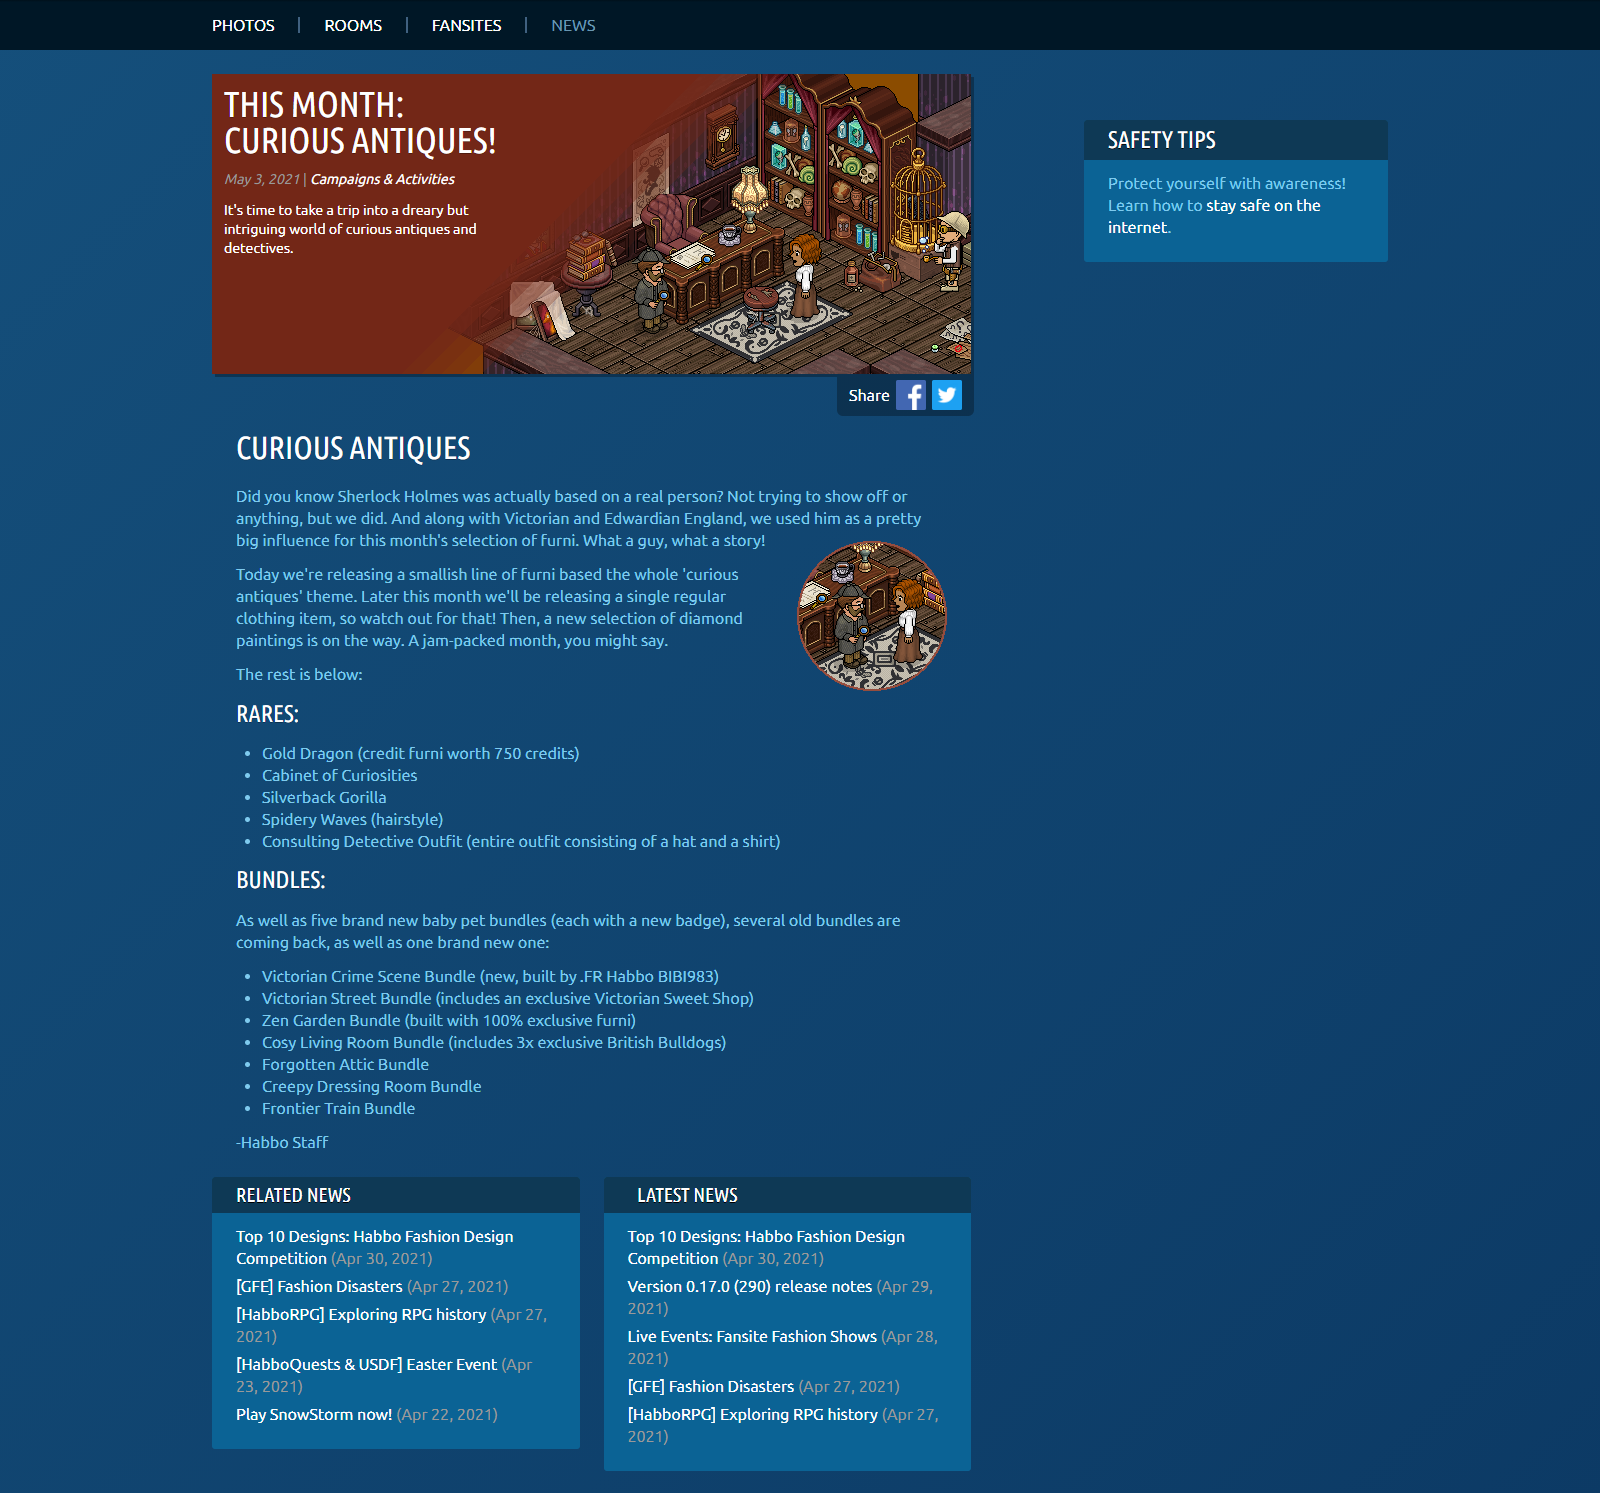 PHOTOS | ROOMS | FANSITES | NEWS
THIS MONTH:
CURIOUS ANTIQUES!
May 3, 2021 | Campaigns & Activities
It's time to take a trip into a dreary but
intriguing world of curious antiques and
detectives.
SAFETY TIPS
Protect yourself with awareness!
Learn how to stay safe on the
internet.
Share
CURIOUS ANTIQUES
Did you know Sherlock Holmes was actually based on a real person? Not trying to show off or
anything, but we did. And along with Victorian and Edwardian England, we used him as a pretty
big influence for this month's selection of furni. What a guy, what a story!
Today we're releasing a smallish line of furni based the whole 'curious
antiques' theme. Later this month we'll be releasing a single regular
clothing item, so watch out for that! Then, a new selection of diamond
paintings is on the way. A jam-packed month, you might say.
The rest is below:
RARES:
• Gold Dragon (credit furni worth 750 credits)
• Cabinet of Curiosities
• Silverback Gorilla
• Spidery Waves (hairstyle)
• Consulting Detective Outfit (entire outfit consisting of a hat and a shirt)
BUNDLES:
As well as five brand new baby pet bundles (each with a new badge), several old bundles are
coming back, as well as one brand new one:
• Victorian Crime Scene Bundle (new, built by .FR Habbo BIBI983)
• Victorian Street Bundle (includes an exclusive Victorian Sweet Shop)
• Zen Garden Bundle (built with 100% exclusive furni)
• Cosy Living Room Bundle (includes 3x exclusive British Bulldogs)
• Forgotten Attic Bundle
• Creepy Dressing Room Bundle
• Frontier Train Bundle
-Habbo Staff
RELATED NEWS
Top 10 Designs: Habbo Fashion Design
Competition (Apr 30, 2021)
[GFE] Fashion Disasters (Apr 27, 2021)
[HabboRPG] Exploring RPG history (Apr 27,
2021)
[HabboQuests & USDF] Easter Event (Apr
23, 2021)
Play SnowStorm now! (Apr 22, 2021)
LATEST NEWS
Top 10 Designs: Habbo Fashion Design
Competition (Apr 30, 2021)
Version 0.17.0 (290) release notes (Apr 29,
2021)
Live Events: Fansite Fashion Shows (Apr 28,
2021)
[GFE] Fashion Disasters (Apr 27, 2021)
[HabboRPG] Exploring RPG history (Apr 27,
2021)